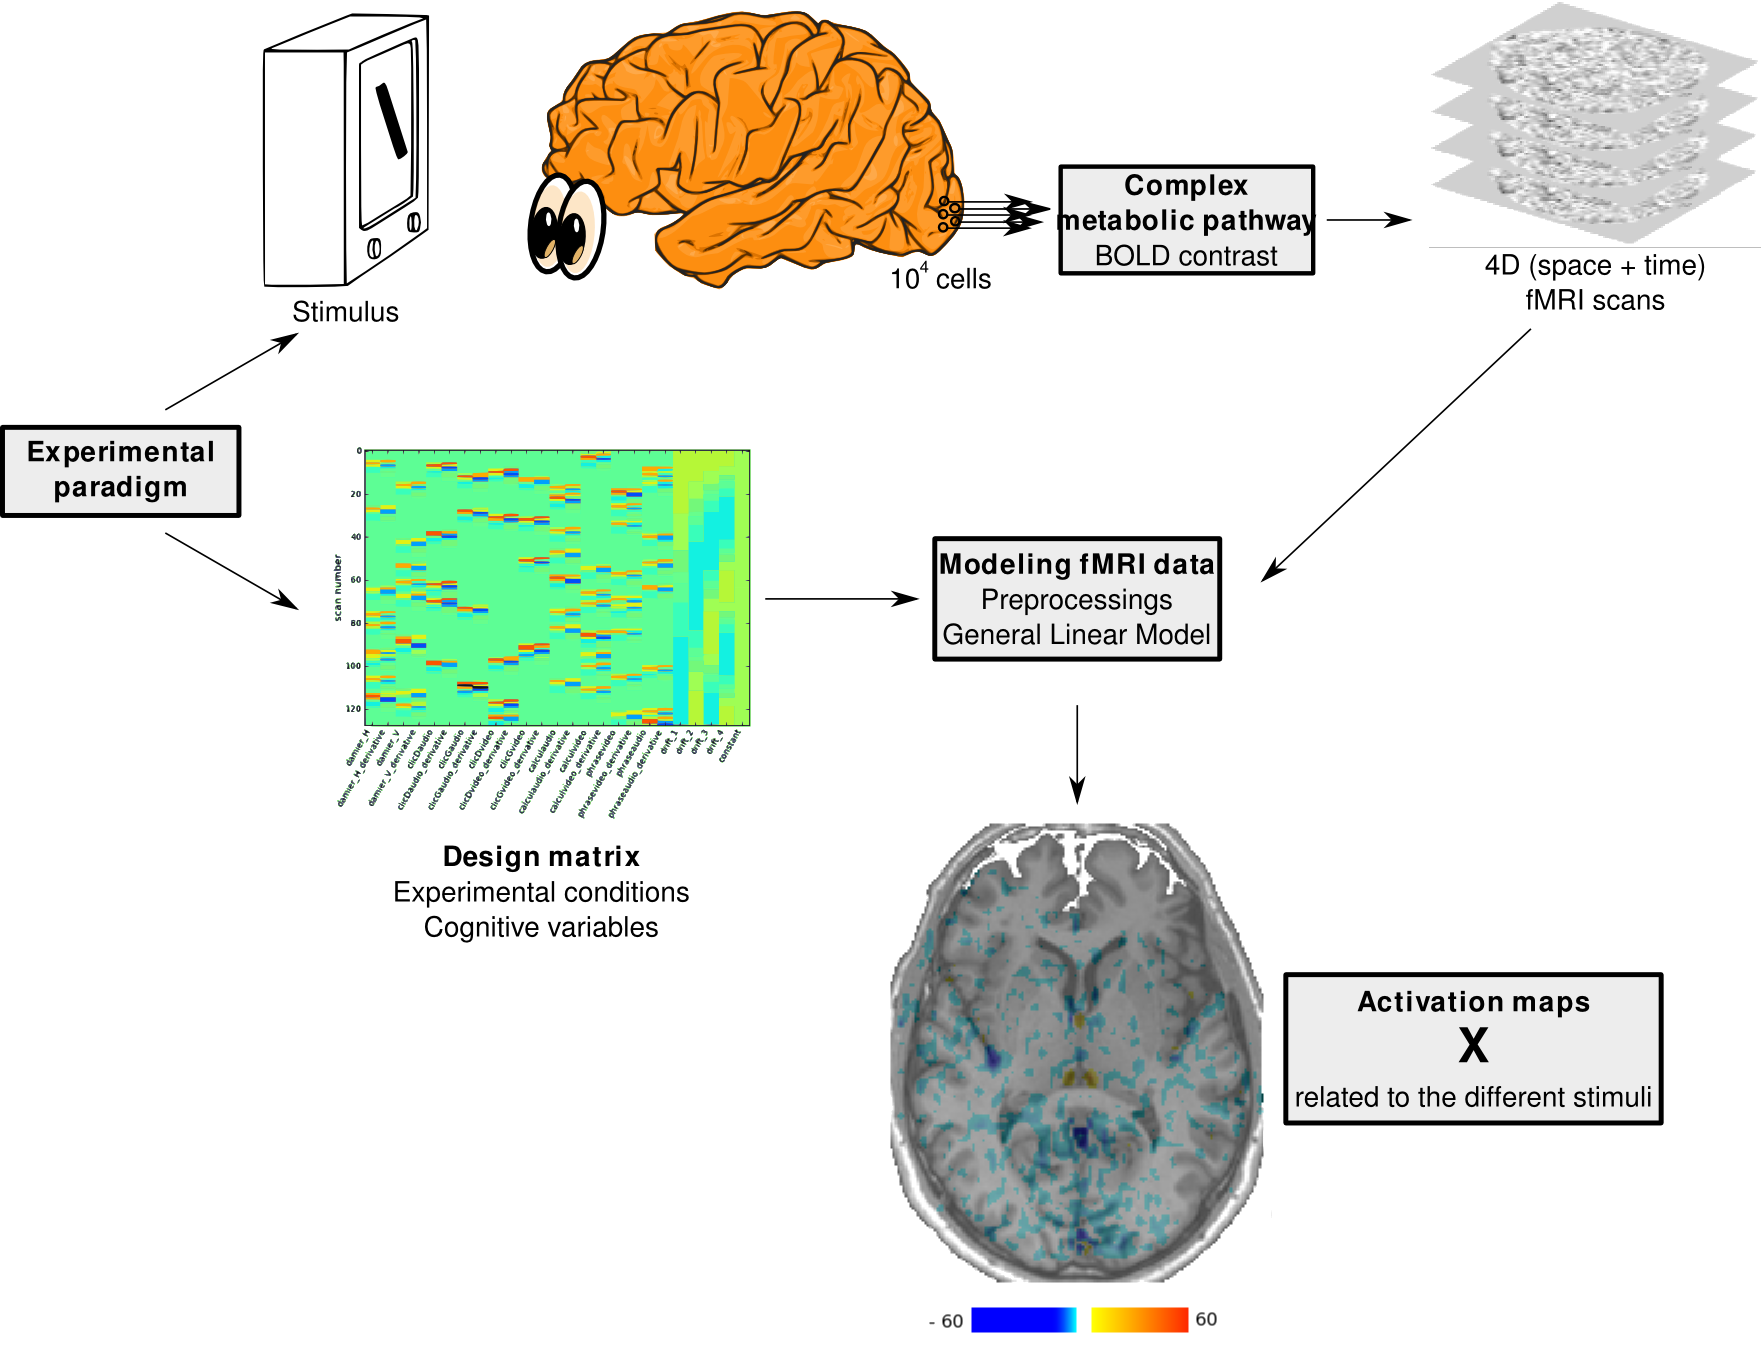 Stimulus
10⁴ cells
Complex
metabolic pathway
BOLD contrast
4D (space + time)
fMRI scans
Experimental
paradigm
scan number
0
20
40
60
80
100
120
damier_H
damier_H_derivative
damier_V
damier_V_derivative
clicDaudio
clicDaudio_derivative
clicGaudio
clicGaudio_derivative
clicDvideo
clicDvideo_derivative
clicGvideo
clicGvideo_derivative
calculaudio
calculaudio_derivative
calculvideo
calculvideo_derivative
phrasevideo
phrasevideo_derivative
phraseaudio
phraseaudio_derivative
drift_1
drift_2
drift_3
drift_4
constant
Design matrix
Experimental conditions
Cognitive variables
Modeling fMRI data
Preprocessings
General Linear Model
Activation maps
X
related to the different stimuli
- 60
60